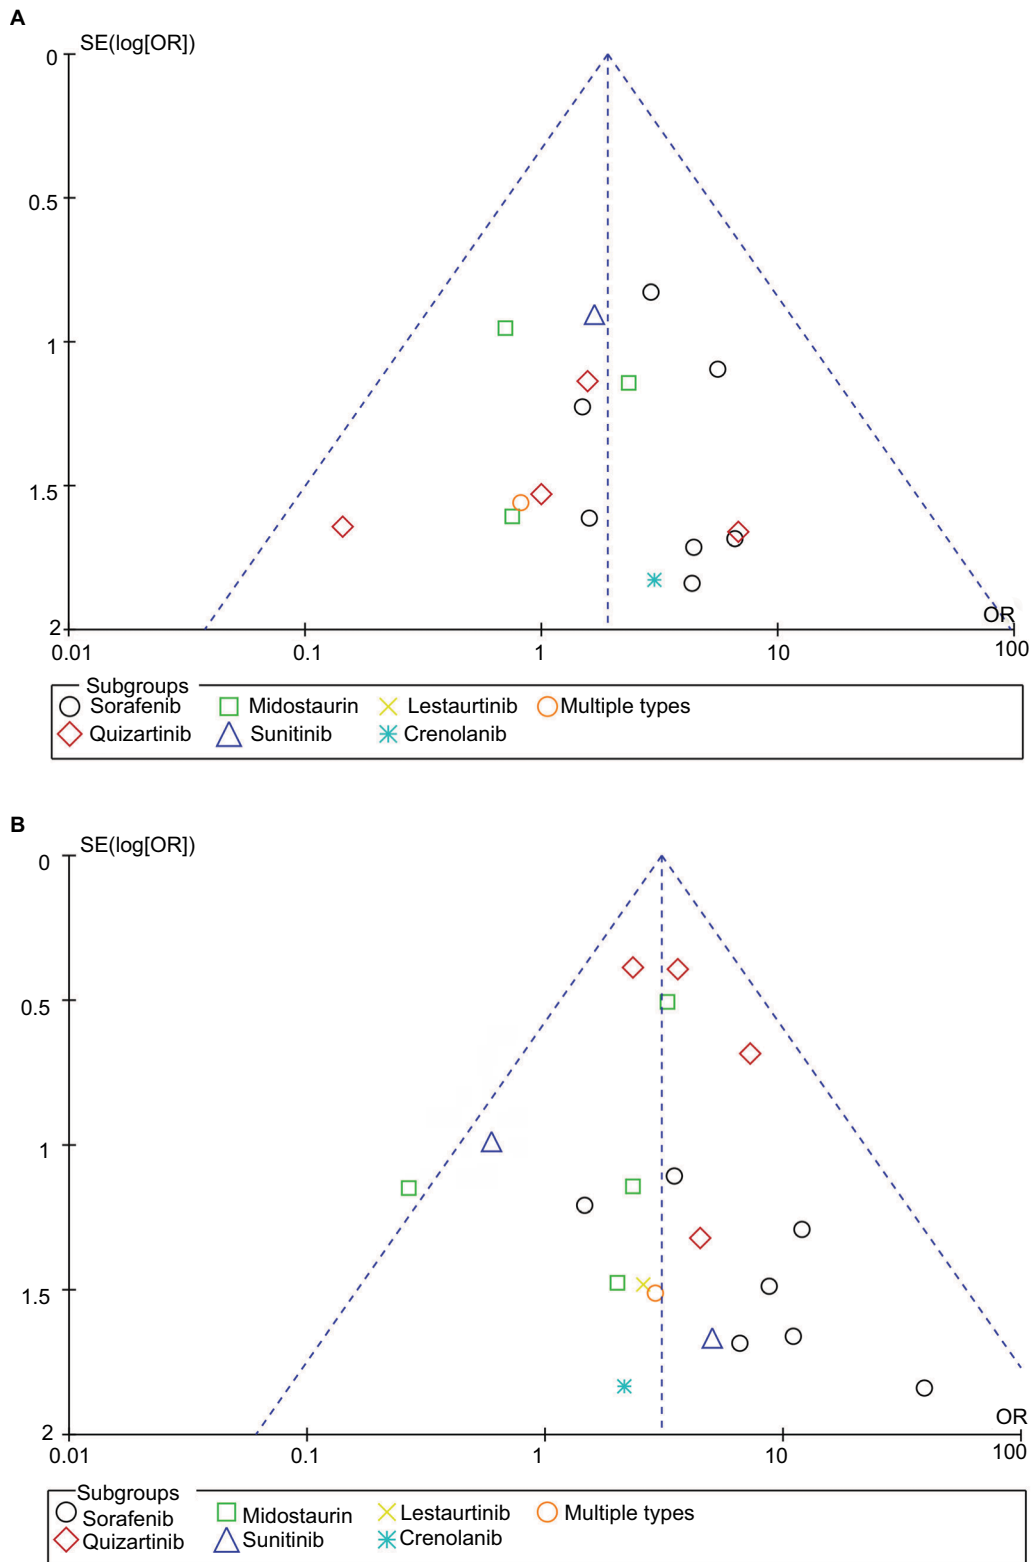 A
SE(log[OR])
0
0.5
1
1.5
2
OR
0.01 0.1 1 10 100
Subgroups
Sorafenib Midostaurin Lestaurtinib Multiple types
Quizartinib Sunitinib Crenolanib
B
SE(log[OR])
0
0.5
1
1.5
2
OR
0.01 0.1 1 10 100
Subgroups
Sorafenib Midostaurin Lestaurtinib Multiple types
Quizartinib Sunitinib Crenolanib